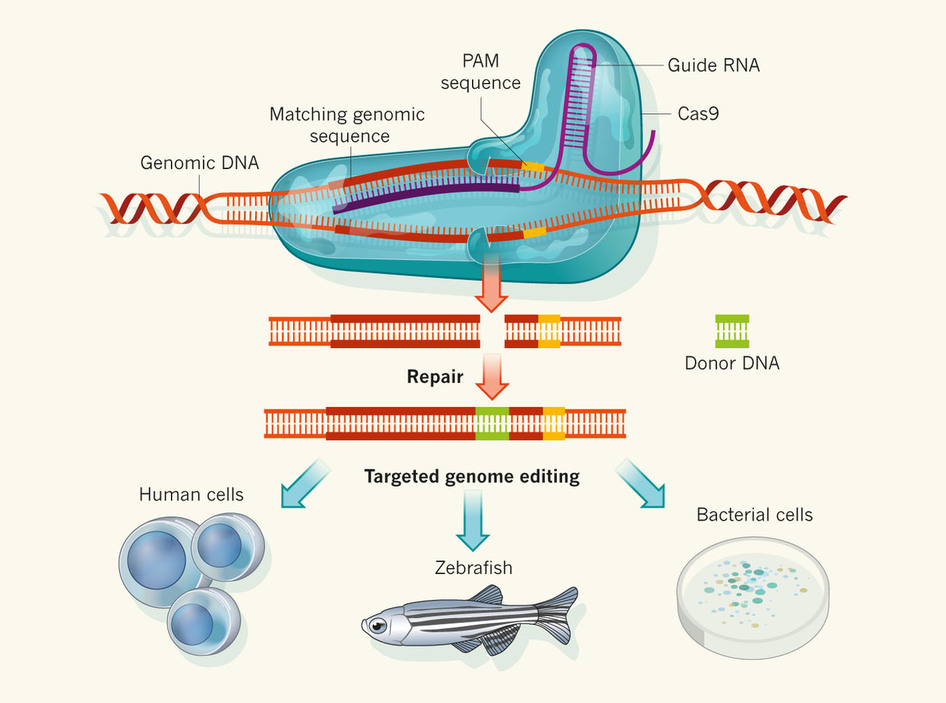 PAM
sequence
Guide RNA
Matching genomic
sequence
Cas9
Genomic DNA
Donor DNA
Repair
Targeted genome editing
Human cells
Bacterial cells
Zebrafish